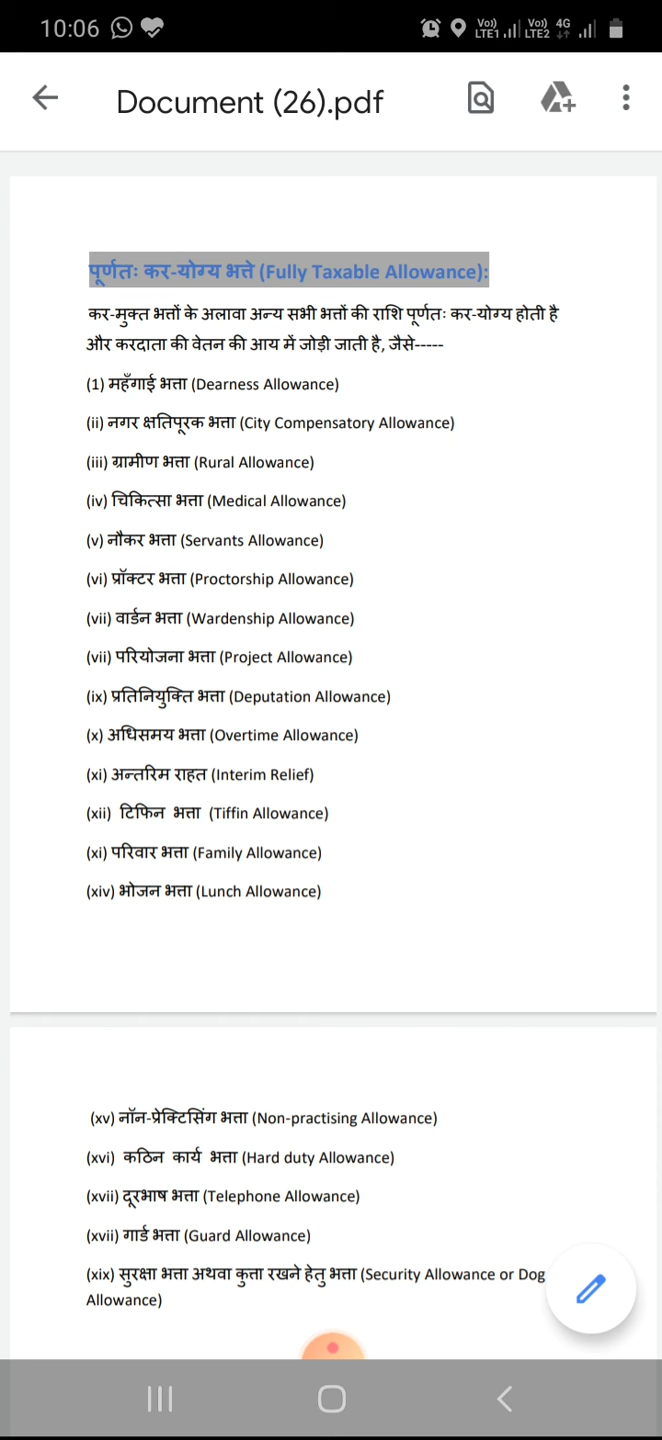 10:06
Vo)) LTE1 Vo)) LTE2 4G
Document (26).pdf
पूर्णतः कर-योग्य भत्ते (Fully Taxable Allowance):
कर-मुक्त भत्तों के अलावा अन्य सभी भत्तों की राशि पूर्णतः कर-योग्य होती है
और करदाता की वेतन की आय में जोड़ी जाती है, जैसे-----
(1) महँगाई भत्ता (Dearness Allowance)
(ii) नगर क्षतिपूरक भत्ता (City Compensatory Allowance)
(iii) ग्रामीण भत्ता (Rural Allowance)
(iv) चिकित्सा भत्ता (Medical Allowance)
(v) नौकर भत्ता (Servants Allowance)
(vi) प्रॉक्टर भत्ता (Proctorship Allowance)
(vii) वार्डन भत्ता (Wardenship Allowance)
(vii) परियोजना भत्ता (Project Allowance)
(ix) प्रतिनियुक्ति भत्ता (Deputation Allowance)
(x) अधिसमय भत्ता (Overtime Allowance)
(xi) अन्तरिम राहत (Interim Relief)
(xii) टिफिन भत्ता (Tiffin Allowance)
(xi) परिवार भत्ता (Family Allowance)
(xiv) भोजन भत्ता (Lunch Allowance)
(xv) नॉन-प्रेक्टिसिंग भत्ता (Non-practising Allowance)
(xvi) कठिन कार्य भत्ता (Hard duty Allowance)
(xvii) दूरभाष भत्ता (Telephone Allowance)
(xvii) गार्ड भत्ता (Guard Allowance)
(xix) सुरक्षा भत्ता अथवा कुत्ता रखने हेतु भत्ता (Security Allowance or Dog
Allowance)